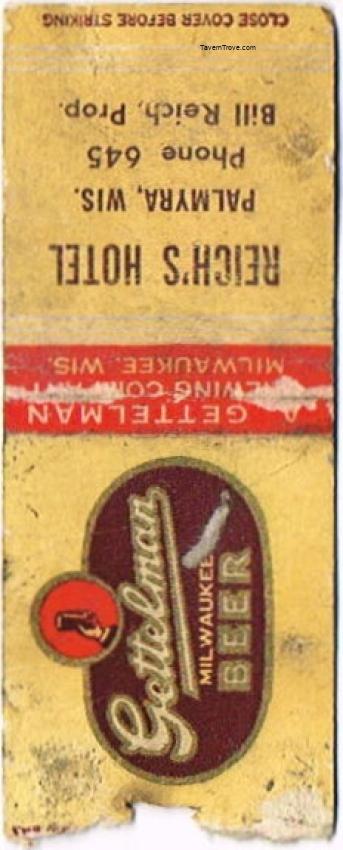 CLOSE COVER BEFORE STRIKING
TavernTrove.com
REICH'S HOTEL
PALMYRA, WIS.
Phone 645
Bill Reich, Prop.
A. GETTELMAN
MILWAUKEE, WIS.
Gettelman
MILWAUKEE
BEER